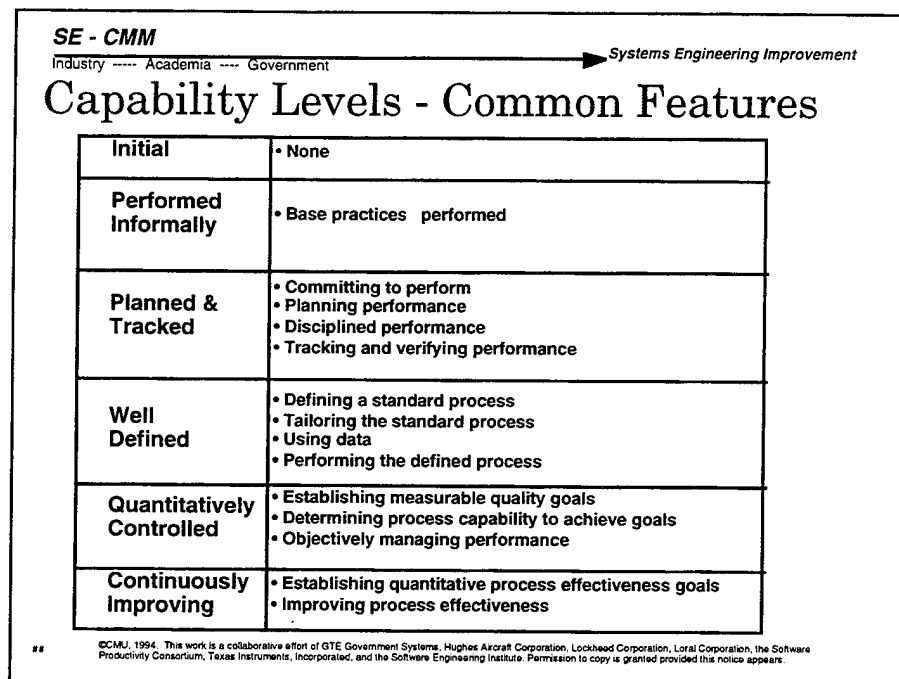 SE - CMM
Systems Engineering Improvement
Industry ----- Academia ---- Government
Capability Levels - Common Features
Initial
• None
Performed
Informally
• Base practices performed
Planned &
Tracked
• Committing to perform
• Planning performance
• Disciplined performance
• Tracking and verifying performance
Well
Defined
• Defining a standard process
• Tailoring the standard process
• Using data
• Performing the defined process
Quantitatively
Controlled
• Establishing measurable quality goals
• Determining process capability to achieve goals
• Objectively managing performance
Continuously
Improving
• Establishing quantitative process effectiveness goals
• Improving process effectiveness
##
©CMU, 1994. This work is a collaborative effort of GTE Government Systems, Hughes Aircraft Corporation, Lockheed Corporation, Loral Corporation, the Software
Productivity Consortium, Texas Instruments, Incorporated, and the Software Engineering Institute. Permission to copy is granted provided this notice appears.